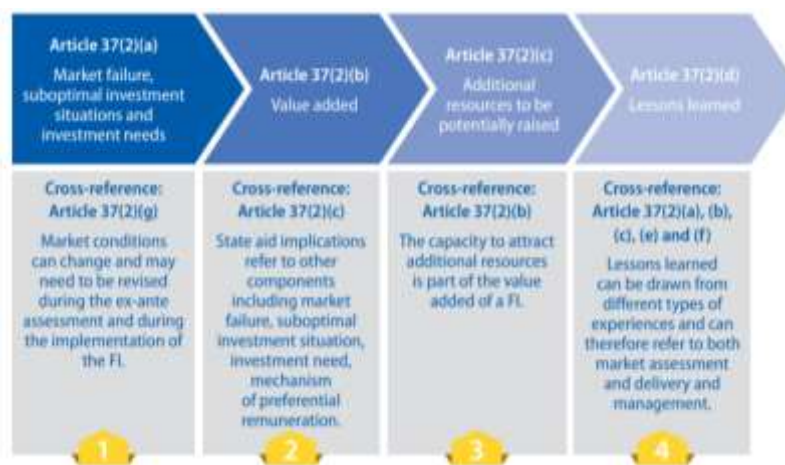 Article 37(2)(a)
Market failure,
suboptimal investment
situations and
investment needs
Article 37(2)(b)
Value added
Article 37(2)(c)
Additional
resources to be
potentially raised
Article 37(2)(d)
Lessons learned
Cross-reference:
Article 37(2)(g)
Market conditions
can change and may
need to be revised
during the ex-ante
assessment and during
the implementation of
the FI.
Cross-reference:
Article 37(2)(c)
State aid implications
refer to other
components
including market
failure, suboptimal
investment situation,
investment need,
mechanism
of preferential
remuneration.
Cross-reference:
Article 37(2)(b)
The capacity to attract
additional resources
is part of the value
added of a FI.
Cross-reference:
Article 37(2)(a), (b),
(c), (e) and (f)
Lessons learned
can be drawn from
different types of
experiences and can
therefore refer to both
market assessment
and delivery and
management.
1
2
3
4